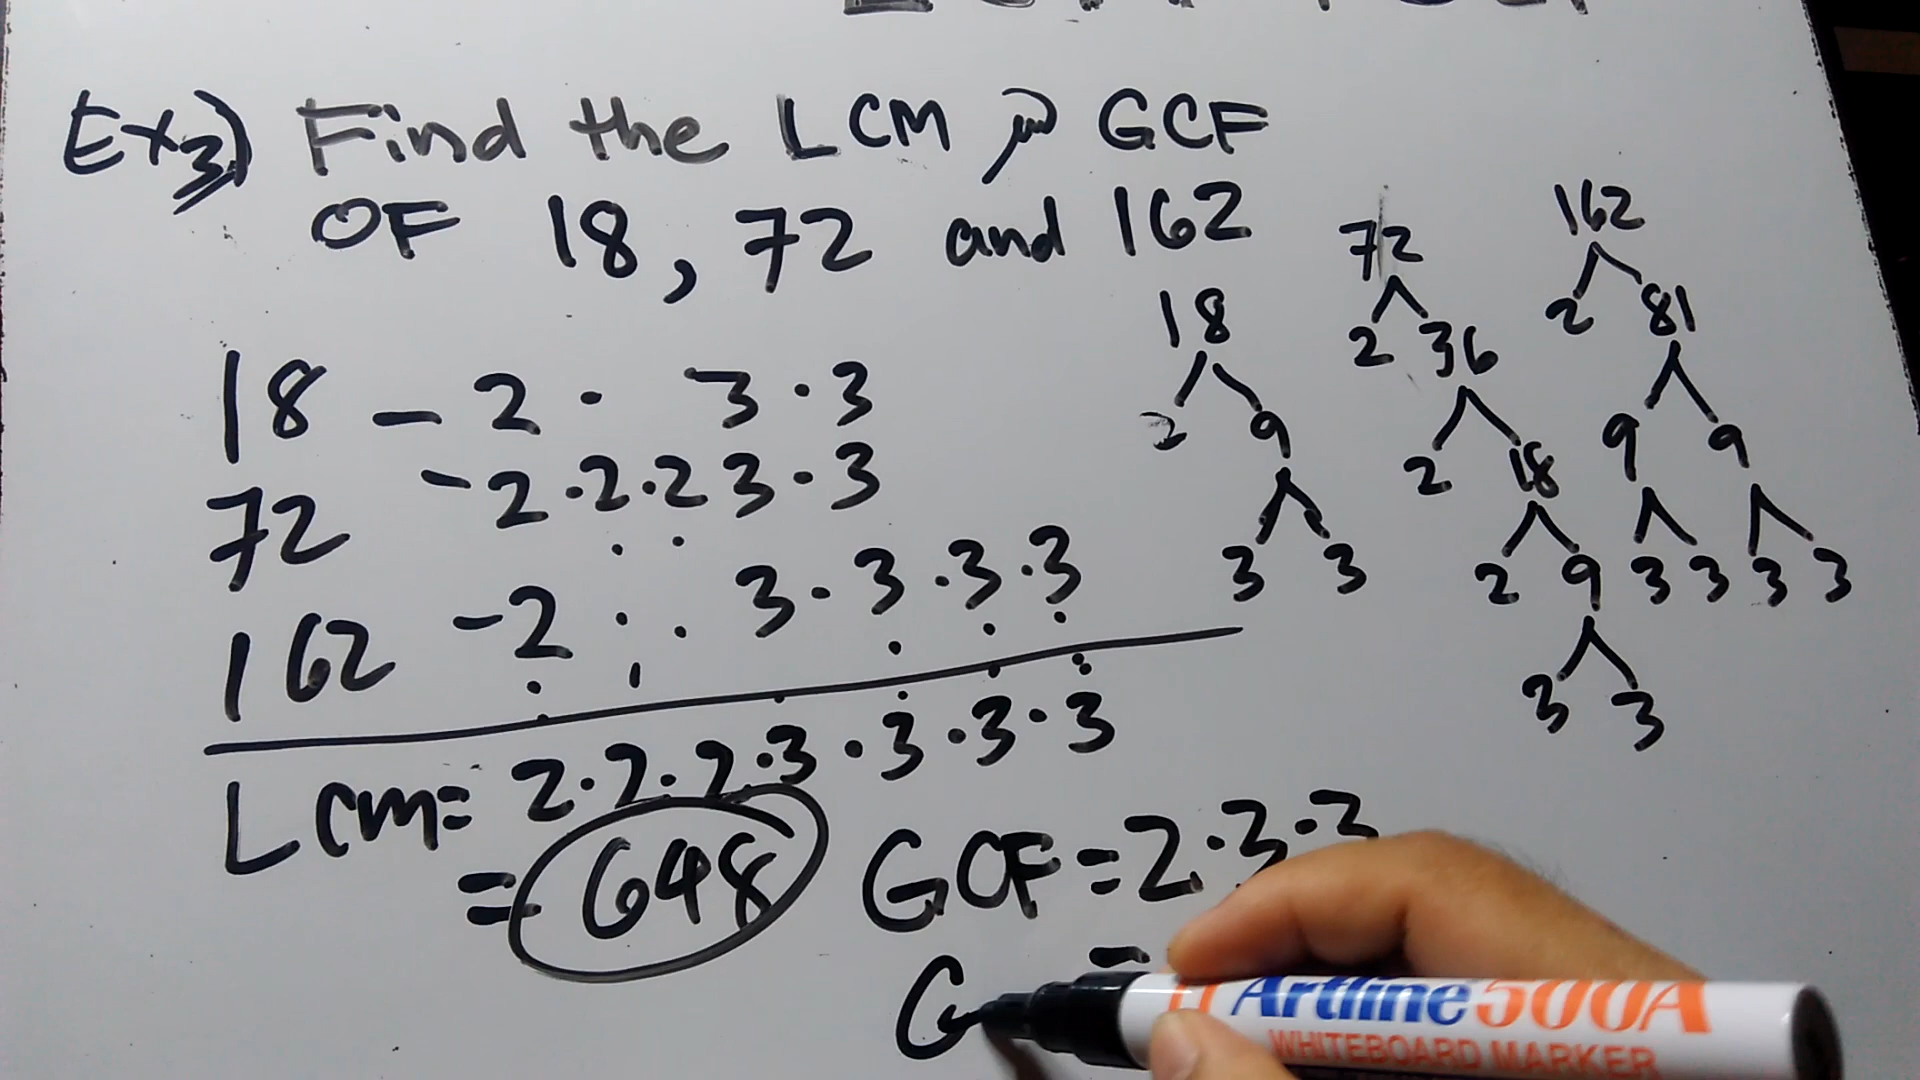 Ex3) Find the LCM & GCF
OF 18, 72 and 162
18 - 2 · 3 · 3
72 - 2 · 2 · 2 3 · 3
162 - 2 3 · 3 · 3 · 3
LCM = 2 · 2 · 2 · 3 · 3 · 3 · 3
= 648
GCF = 2 · 3 · 3
=
G
18
2 9
3 3
72
2 36
2 18
2 9
3 3
162
2 81
9 9
3 3 3 3
Artline 500A
WHITEBOARD MARKER